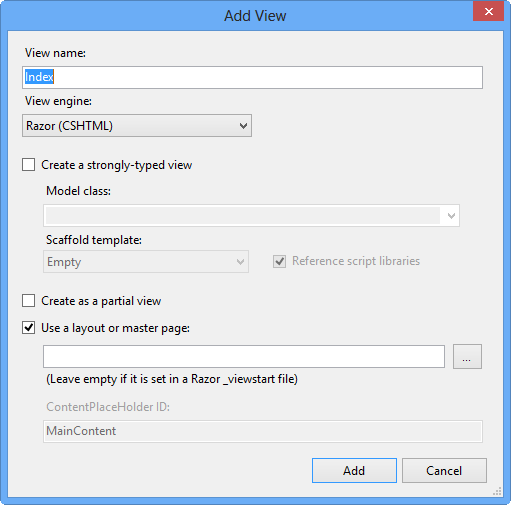 Add View
View name:
Index
View engine:
Razor (CSHTML)
Create a strongly-typed view
Model class:
Scaffold template:
Empty
Reference script libraries
Create as a partial view
Use a layout or master page:
...
(Leave empty if it is set in a Razor _viewstart file)
ContentPlaceHolder ID:
MainContent
Add
Cancel